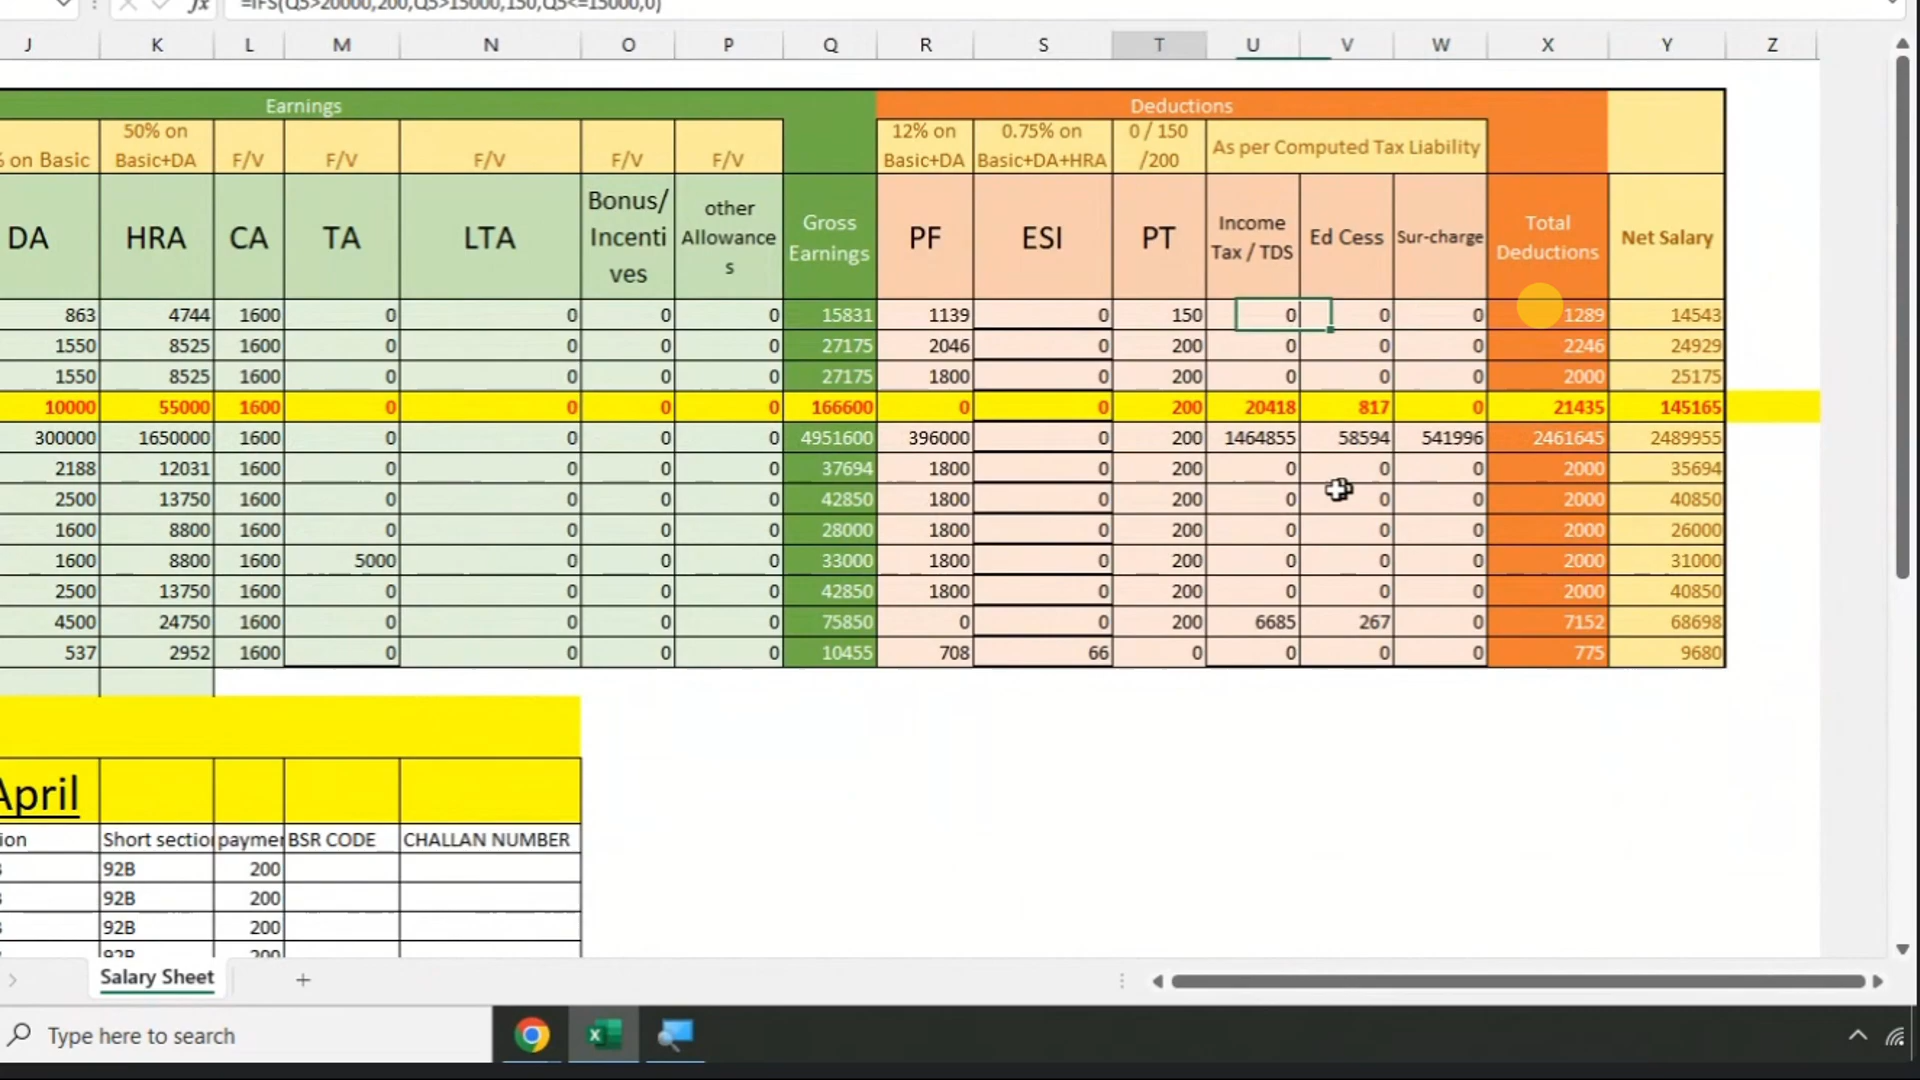 =IFS(Q5>20000,200,Q5>15000,150,Q5<=15000,0)
J K L M N O P Q R S T U V W X Y Z
Earnings Deductions
% on Basic 50% on Basic+DA F/V F/V F/V F/V F/V 12% on Basic+DA 0.75% on Basic+DA+HRA 0 / 150 /200 As per Computed Tax Liability
DA HRA CA TA LTA Bonus/ Incenti ves other Allowance s Gross Earnings PF ESI PT Income Tax / TDS Ed Cess Sur-charge Total Deductions Net Salary
863 4744 1600 0 0 0 0 15831 1139 0 150 0 0 0 1289 14543
1550 8525 1600 0 0 0 0 27175 2046 0 200 0 0 0 2246 24929
1550 8525 1600 0 0 0 0 27175 1800 0 200 0 0 0 2000 25175
10000 55000 1600 0 0 0 0 166600 0 0 200 20418 817 0 21435 145165
300000 1650000 1600 0 0 0 0 4951600 396000 0 200 1464855 58594 541996 2461645 2489955
2188 12031 1600 0 0 0 0 37694 1800 0 200 0 0 0 2000 35694
2500 13750 1600 0 0 0 0 42850 1800 0 200 0 0 0 2000 40850
1600 8800 1600 0 0 0 0 28000 1800 0 200 0 0 0 2000 26000
1600 8800 1600 5000 0 0 0 33000 1800 0 200 0 0 0 2000 31000
2500 13750 1600 0 0 0 0 42850 1800 0 200 0 0 0 2000 40850
4500 24750 1600 0 0 0 0 75850 0 0 200 6685 267 0 7152 68698
537 2952 1600 0 0 0 0 10455 708 66 0 0 0 0 775 9680
April
ion Short sectio paymer BSR CODE CHALLAN NUMBER
92B 200
92B 200
92B 200
92B 200
Salary Sheet
Type here to search